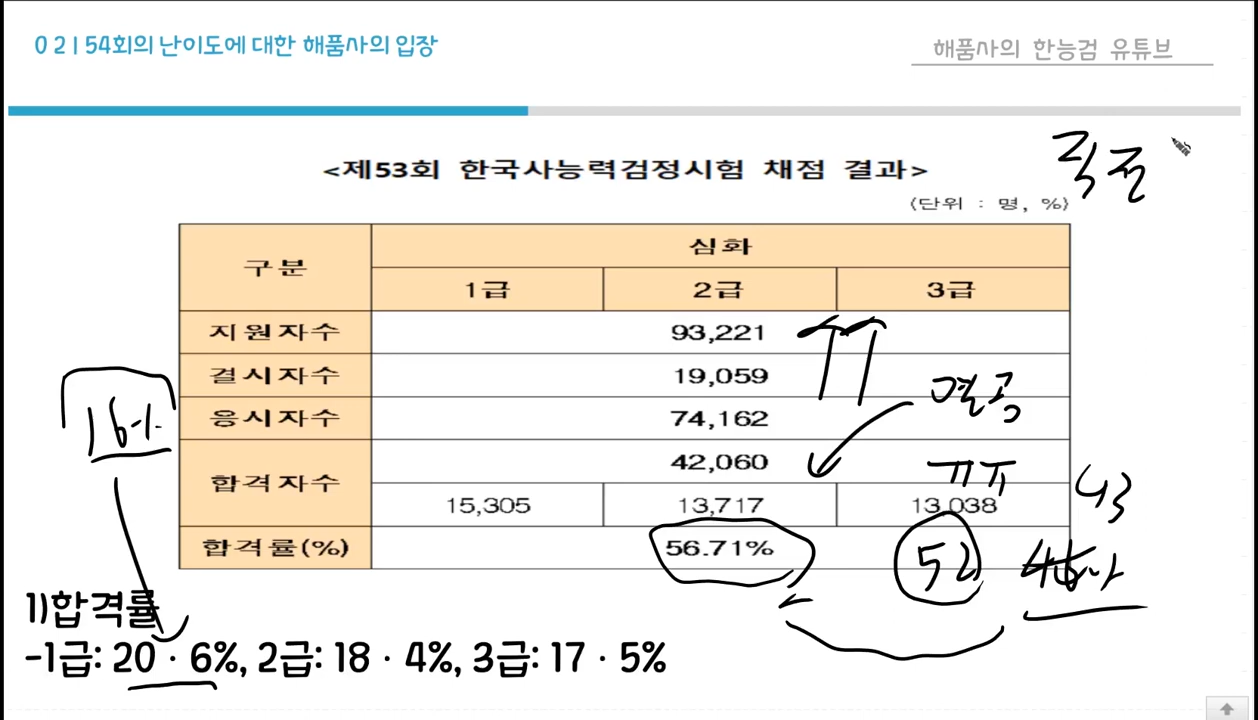 02 | 54회의 난이도에 대한 해품사의 입장
해품사의 한능검 유튜브
<제53회 한국사능력검정시험 채점 결과>
직전
(단위 : 명, %)
구분 심화
1급 2급 3급
지원자수 93,221
결시자수 19,059
열공
응시자수 74,162
16%
합격자수 42,060
15,305 13,717 13,038
43
합격률(%) 56.71%
52
1)합격률
-1급: 20 · 6%, 2급: 18 · 4%, 3급: 17 · 5%